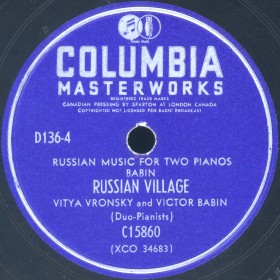 COLUMBIA
MASTERWORKS
REGISTERED TRADE MARKS
CANADIAN PRESSING BY SPARTON AT LONDON CANADA
COPYRIGHTED NOT LICENSED FOR RADIO BROADCAST
D136-4
RUSSIAN MUSIC FOR TWO PIANOS
BABIN
RUSSIAN VILLAGE
VITYA VRONSKY and VICTOR BABIN
(Duo-Pianists)
C15860
(XCO 34683)